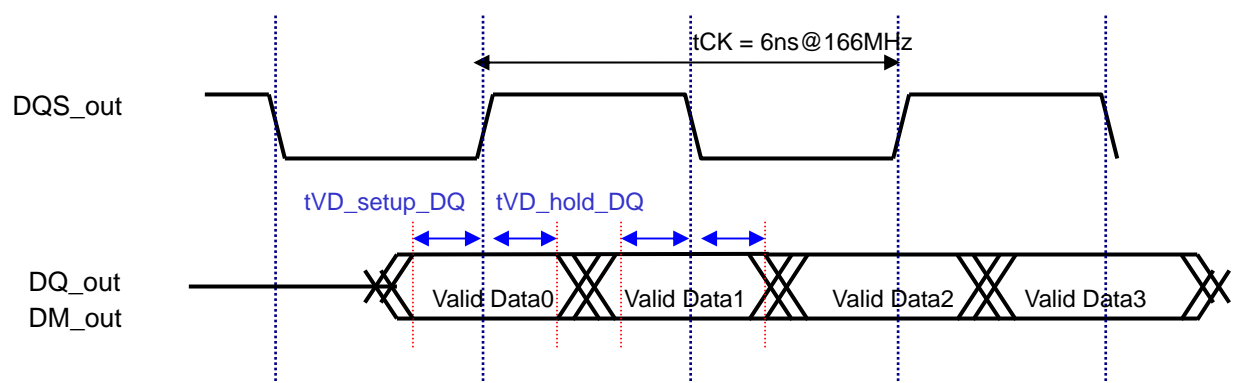 tCK = 6ns@166MHz
DQS_out
tVD_setup_DQ tVD_hold_DQ
DQ_out
DM_out
Valid Data0 Valid Data1 Valid Data2 Valid Data3